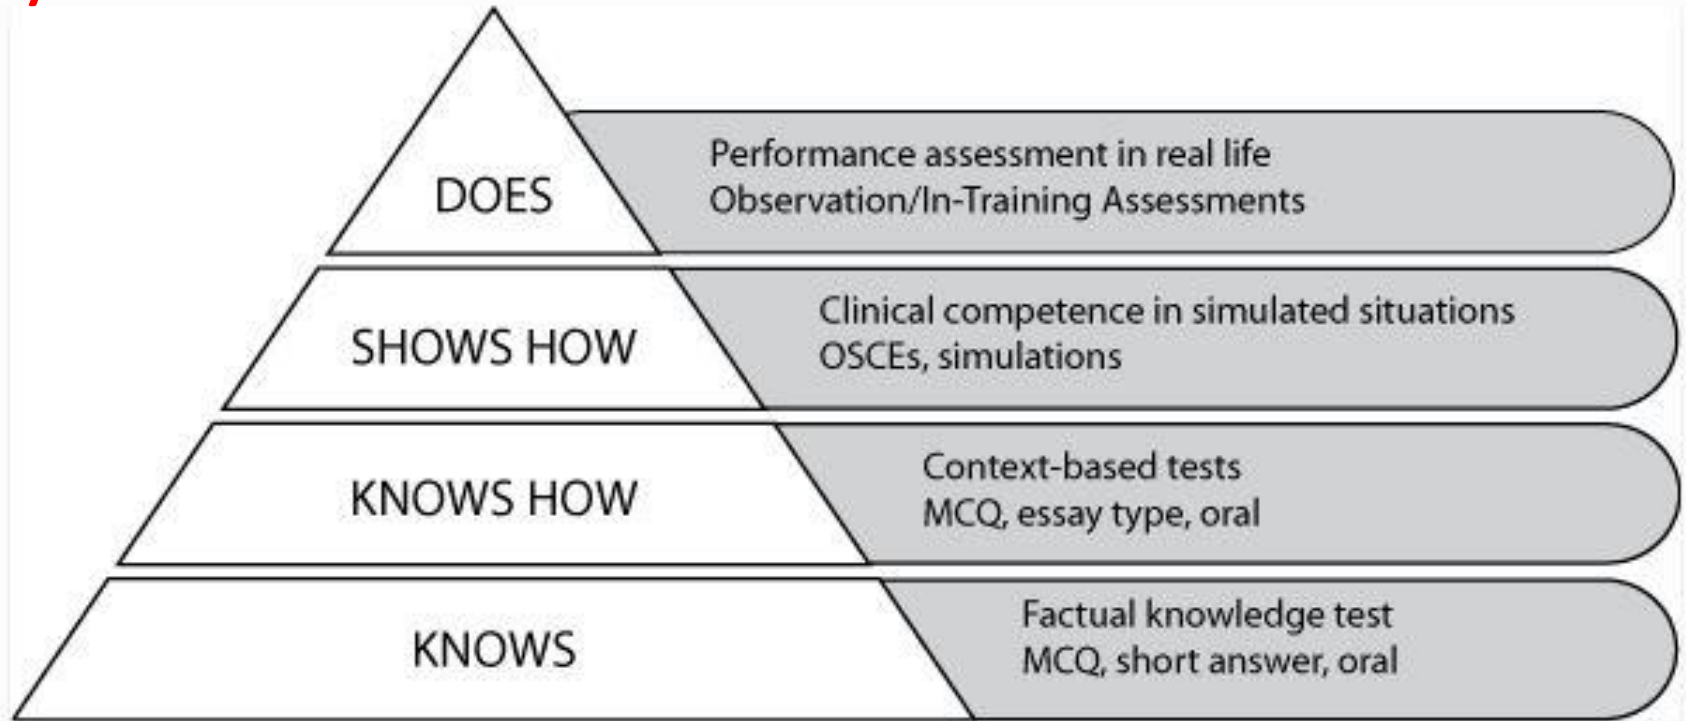 DOES
Performance assessment in real life
Observation/In-Training Assessments
SHOWS HOW
Clinical competence in simulated situations
OSCEs, simulations
KNOWS HOW
Context-based tests
MCQ, essay type, oral
KNOWS
Factual knowledge test
MCQ, short answer, oral